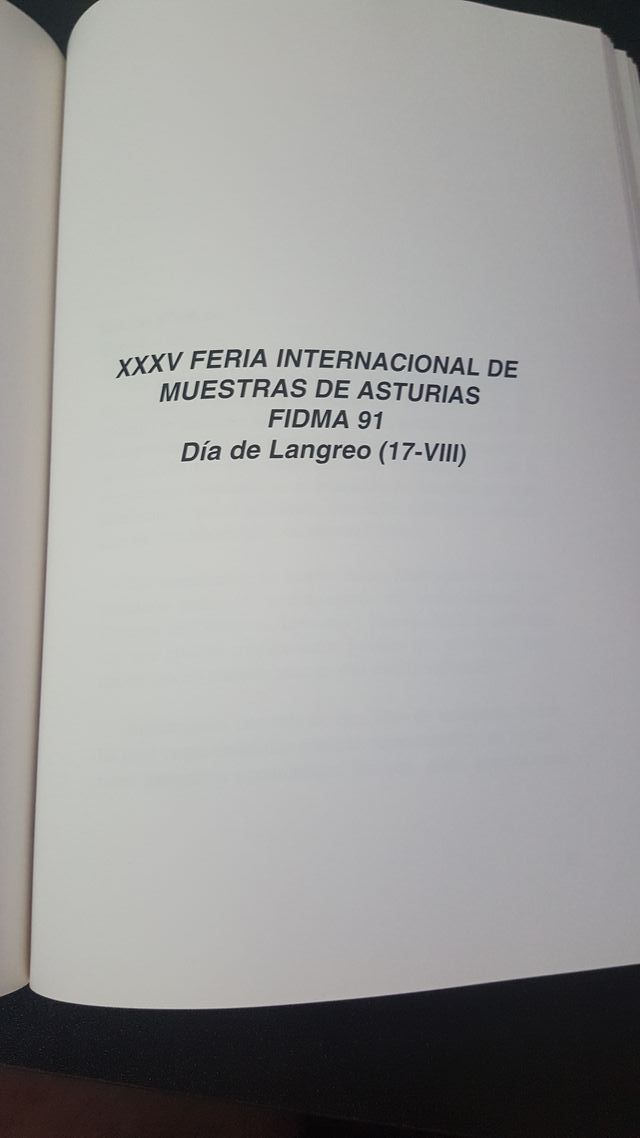 XXXV FERIA INTERNACIONAL DE
MUESTRAS DE ASTURIAS
FIDMA 91
Día de Langreo (17-VIII)